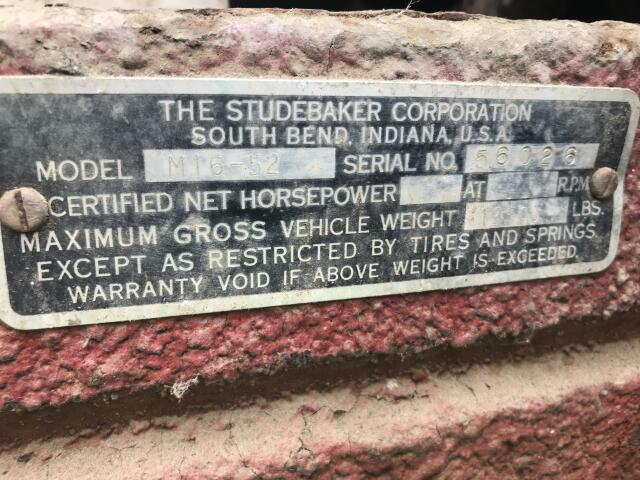 THE STUDEBAKER CORPORATION
SOUTH BEND, INDIANA, U.S.A.
MODEL M16-52 SERIAL NO. 56026
CERTIFIED NET HORSEPOWER AT R.P.M.
MAXIMUM GROSS VEHICLE WEIGHT LBS.
EXCEPT AS RESTRICTED BY TIRES AND SPRINGS.
WARRANTY VOID IF ABOVE WEIGHT IS EXCEEDED.